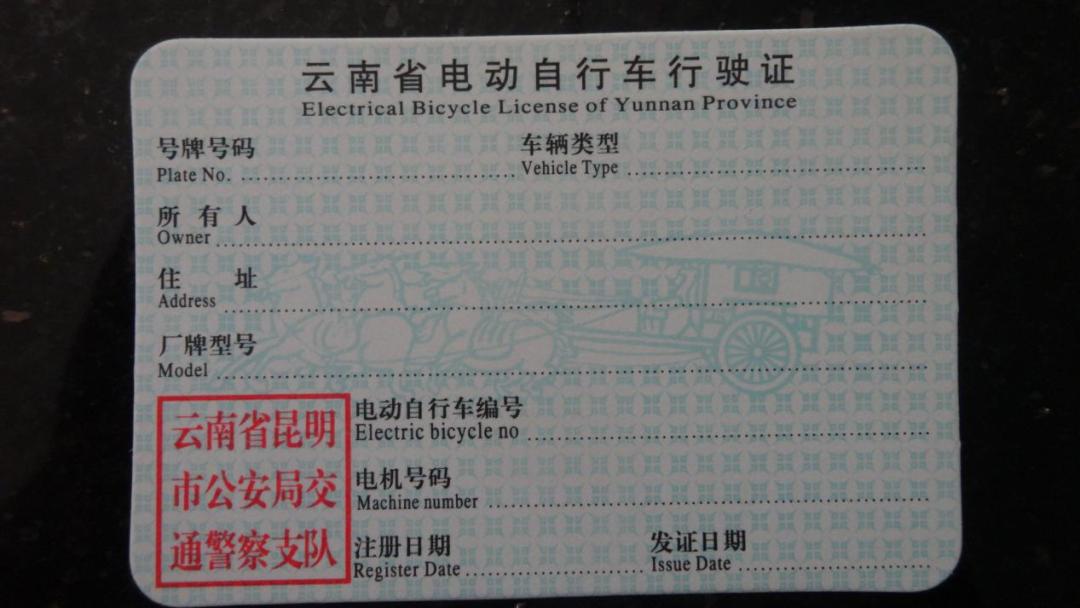 云南省电动自行车行驶证
Electrical Bicycle License of Yunnan Province
号牌号码 车辆类型
Plate No. Vehicle Type
所有人
Owner
住址
Address
厂牌型号
Model
电动自行车编号
Electric bicycle no
电机号码
Machine number
注册日期 发证日期
Register Date Issue Date
云南省昆明
市公安局交
通警察支队